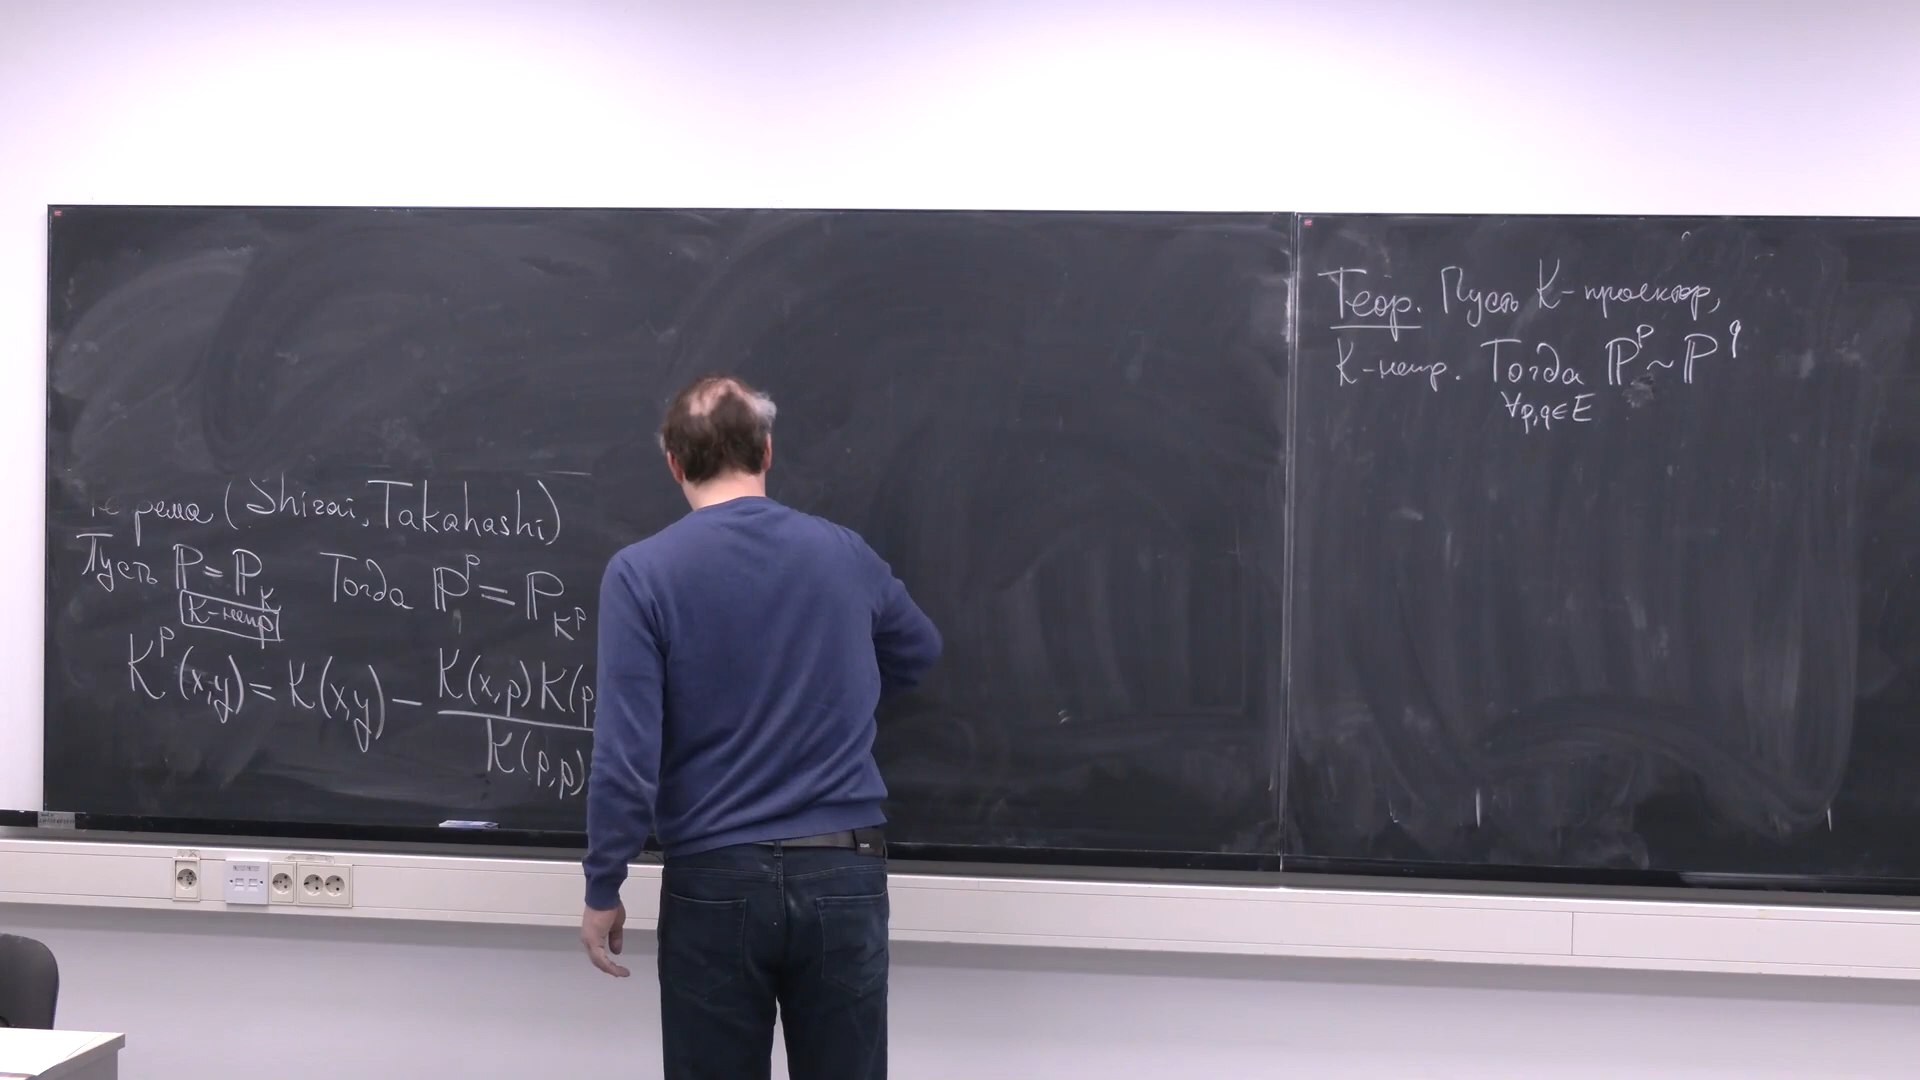 теорема (Shirai, Takahashi)
Пусть ℙ = ℙ_K Тогда ℙ^p = ℙ_{K^p}
K-непр
K^p(x,y) = K(x,y) - K(x,p)K(p,
K(p,p)
Теор. Пусть K-проектор,
K-непр. Тогда ℙ^p ~ ℙ^q
∀p,q∈E